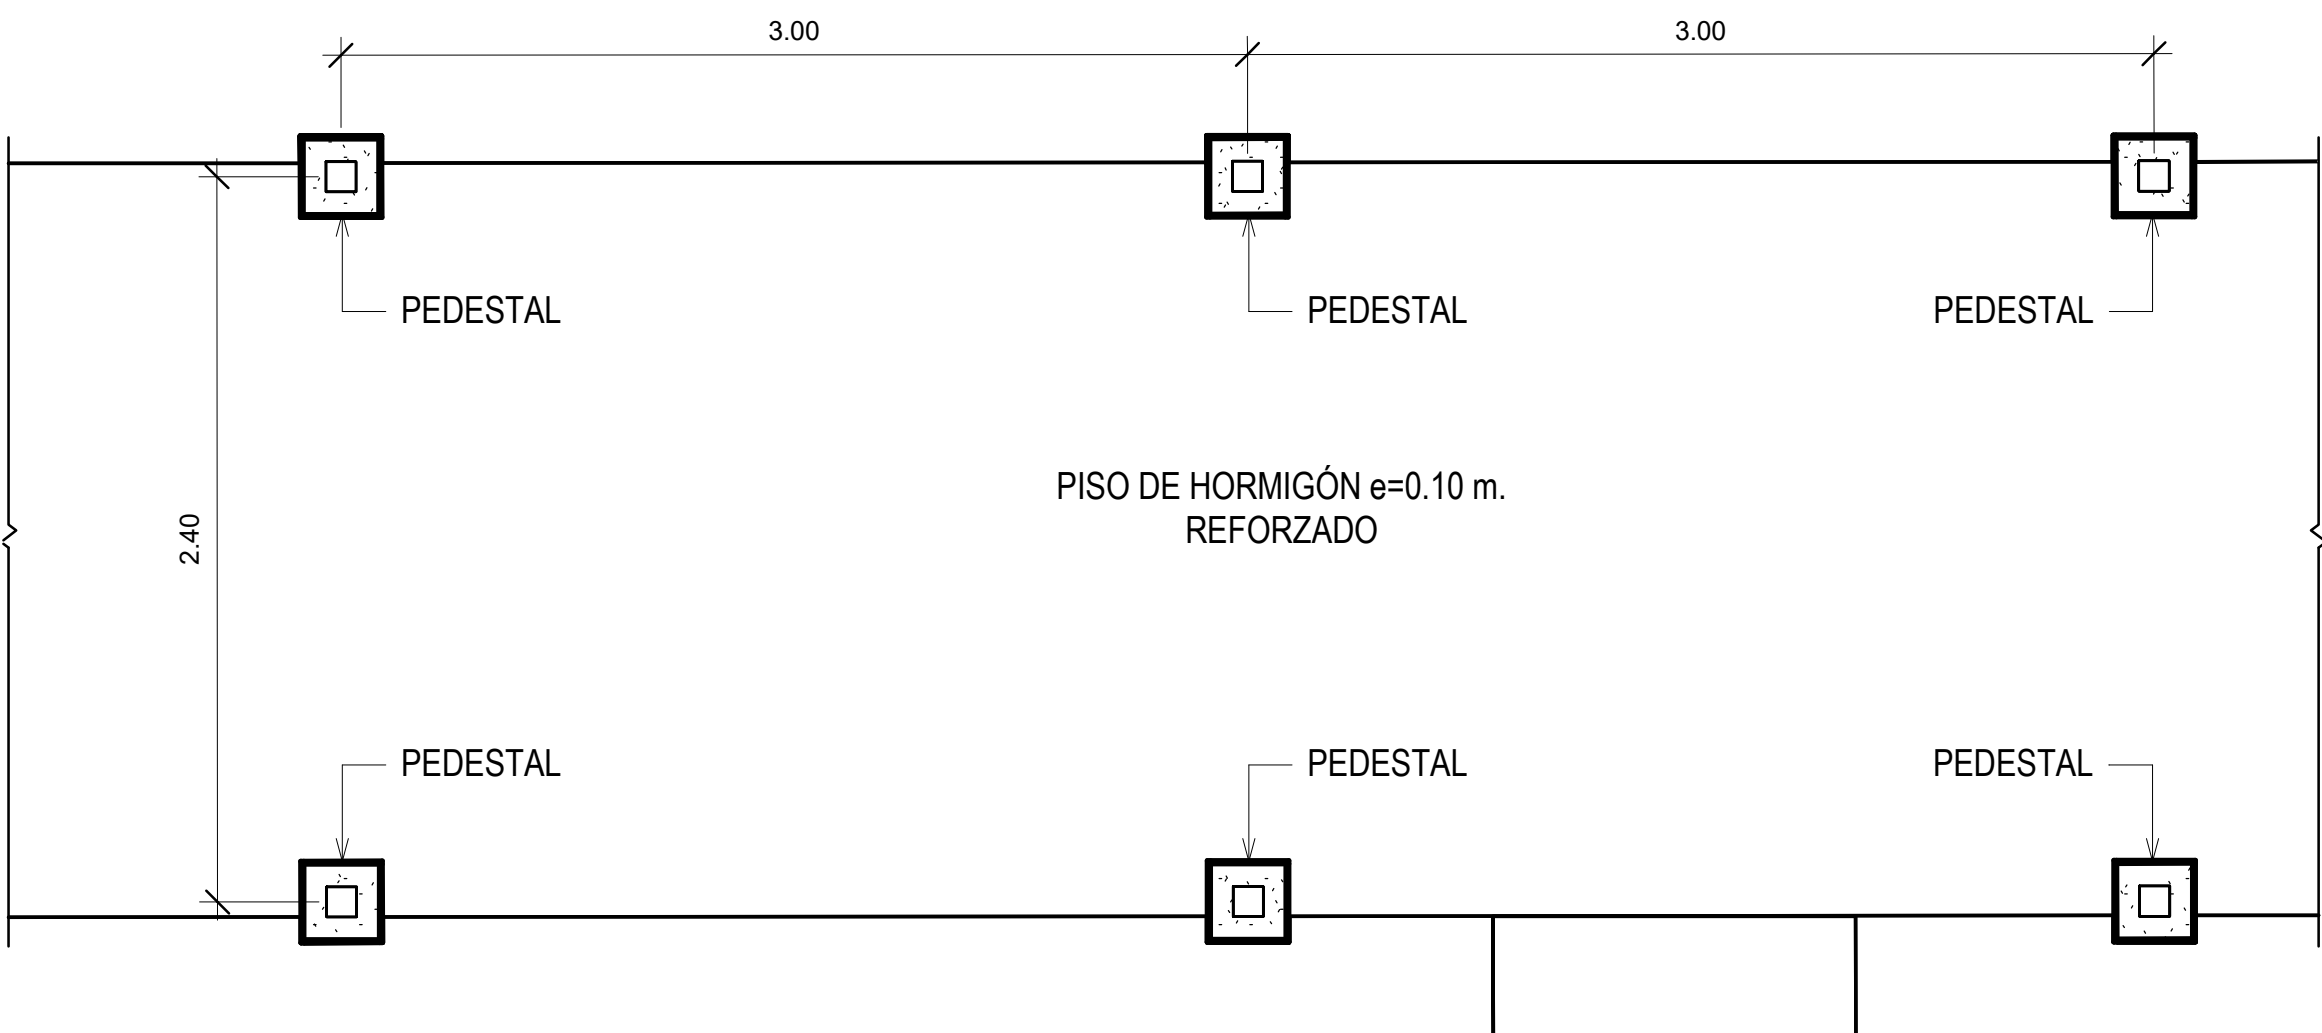 3.00
3.00
PEDESTAL
PEDESTAL
PEDESTAL
PISO DE HORMIGÓN e=0.10 m.
REFORZADO
2.40
PEDESTAL
PEDESTAL
PEDESTAL